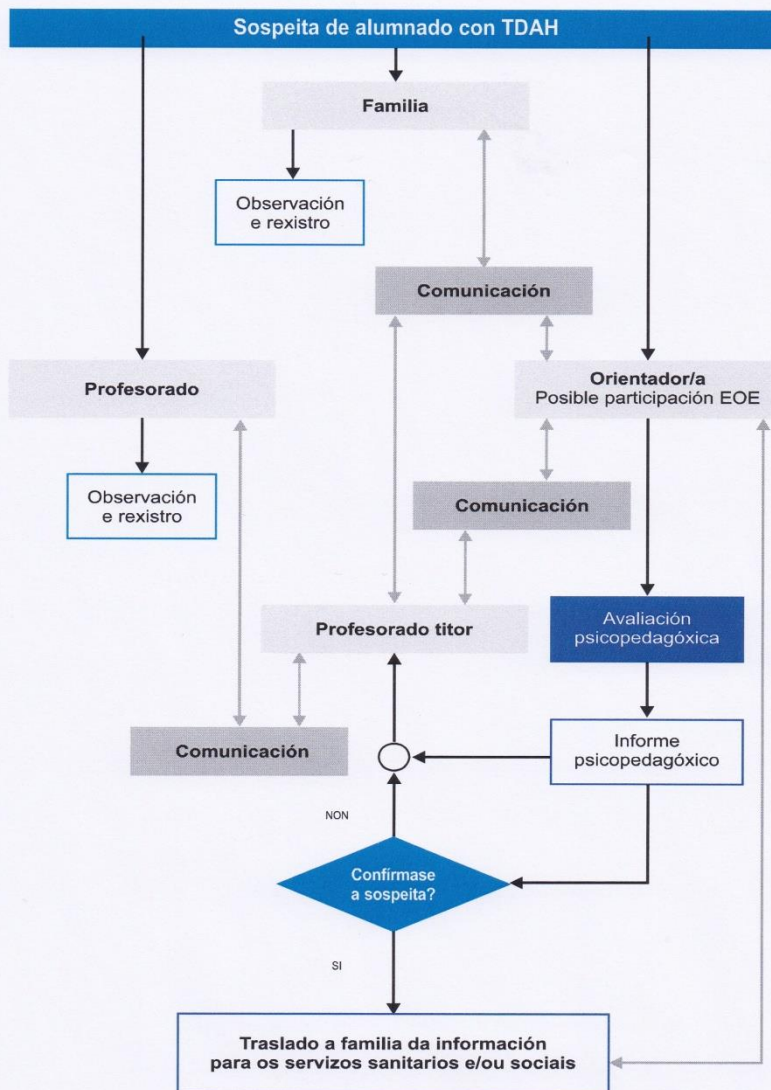 Sospeita de alumnado con TDAH
Familia
Observación
e rexistro
Comunicación
Profesorado
Orientador/a
Posible participación EOE
Observación
e rexistro
Comunicación
Profesorado titor
Avaliación
psicopedagóxica
Comunicación
Informe
psicopedagóxico
NON
Confírmase
a sospeita?
SI
Traslado a familia da información
para os servizos sanitarios e/ou sociais